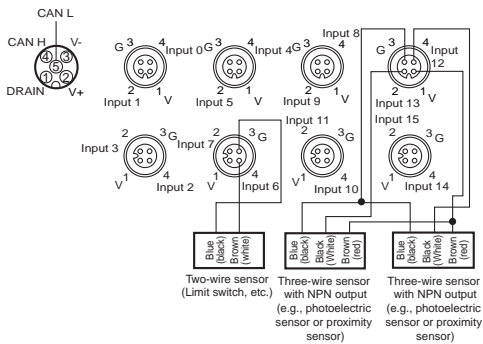 CAN L
CAN H
V-
4
3
5
1
2
DRAIN
V+
G 3
4
Input 0
2
1
V
Input 1
G 3
4
Input 4
2
1
V
Input 5
G 3
4
Input 8
2
1
V
Input 9
G 3
4
Input
12
2
1
V
Input 13
Input 3
2
3 G
V 1
4
Input 2
Input 7
2
3 G
V 1
4
Input 6
Input 11
2
3 G
V 1
4
Input 10
Input 15
2
3 G
V 1
4
Input 14
Blue
(black)
Brown
(white)
Blue
(black)
Black
(White)
Brown
(red)
Blue
(black)
Black
(White)
Brown
(red)
Two-wire sensor
(Limit switch, etc.)
Three-wire sensor
with NPN output
(e.g., photoelectric
sensor or proximity
sensor)
Three-wire sensor
with NPN output
(e.g., photoelectric
sensor or proximity
sensor)